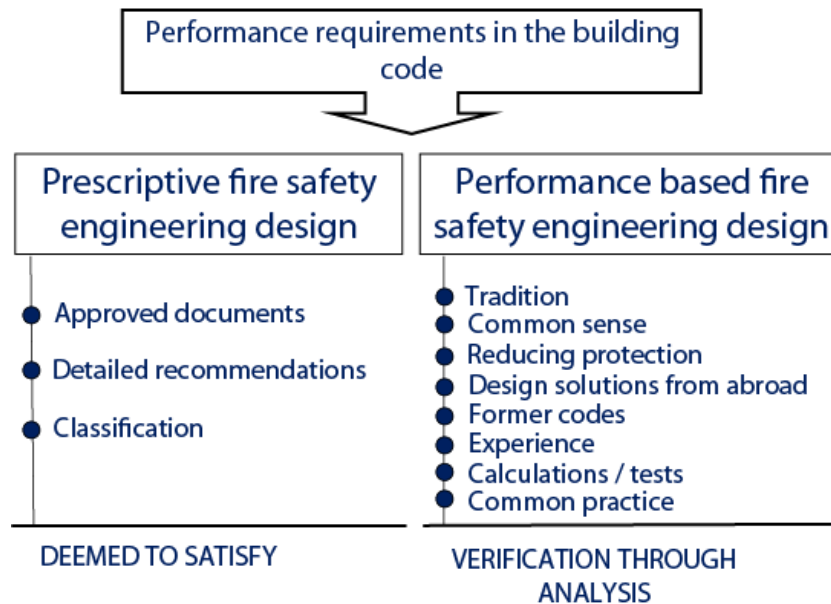 Performance requirements in the building
code
Prescriptive fire safety
engineering design
Approved documents
Detailed recommendations
Classification
DEEMED TO SATISFY
Performance based fire
safety engineering design
Tradition
Common sense
Reducing protection
Design solutions from abroad
Former codes
Experience
Calculations / tests
Common practice
VERIFICATION THROUGH
ANALYSIS